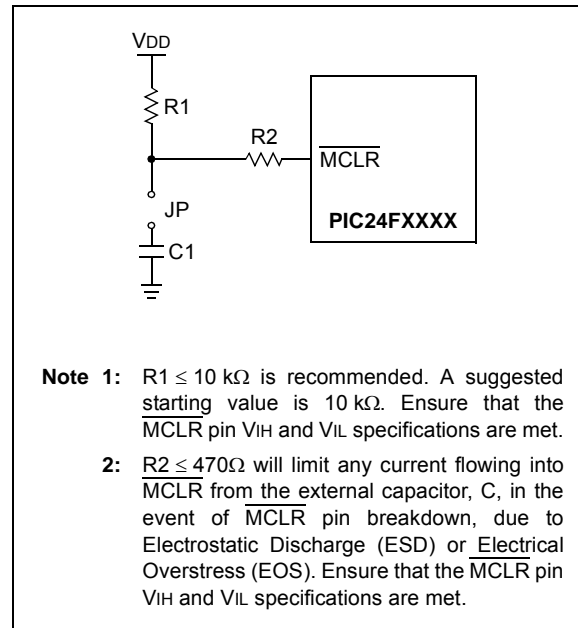 VDD
R1
R2
MCLR
JP
PIC24FXXXX
C1
Note 1: R1 ≤ 10 kΩ is recommended. A suggested
starting value is 10 kΩ. Ensure that the
MCLR pin VIH and VIL specifications are met.
2: R2 ≤ 470Ω will limit any current flowing into
MCLR from the external capacitor, C, in the
event of MCLR pin breakdown, due to
Electrostatic Discharge (ESD) or Electrical
Overstress (EOS). Ensure that the MCLR pin
VIH and VIL specifications are met.